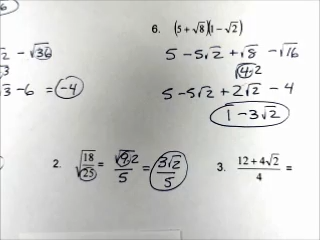 6. (5 + √8)(1 − √2)
√2 − √36
5 − 5√2 + √8 − √16
√4·2
√3 − 6 = −4
5 − 5√2 + 2√2 − 4
1 − 3√2
2. √(18/25) = √(9·2)/5 = 3√2/5
3. (12 + 4√2)/4 =